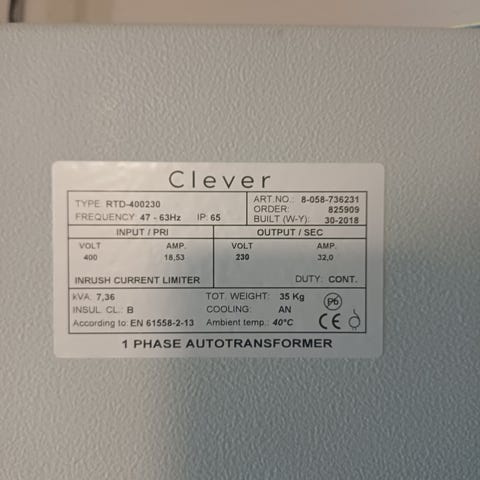 Clever
TYPE: RTD-400230
FREQUENCY: 47 - 63Hz IP: 65
ART.NO.: 8-058-736231
ORDER: 825909
BUILT (W-Y): 30-2018
INPUT / PRI
OUTPUT / SEC
VOLT AMP.
400 18,53
VOLT AMP.
230 32,0
INRUSH CURRENT LIMITER
DUTY: CONT.
kVA: 7,36 TOT. WEIGHT: 35 Kg
INSUL. CL.: B COOLING: AN
According to: EN 61558-2-13 Ambient temp.: 40°C
Pb
CE
1 PHASE AUTOTRANSFORMER